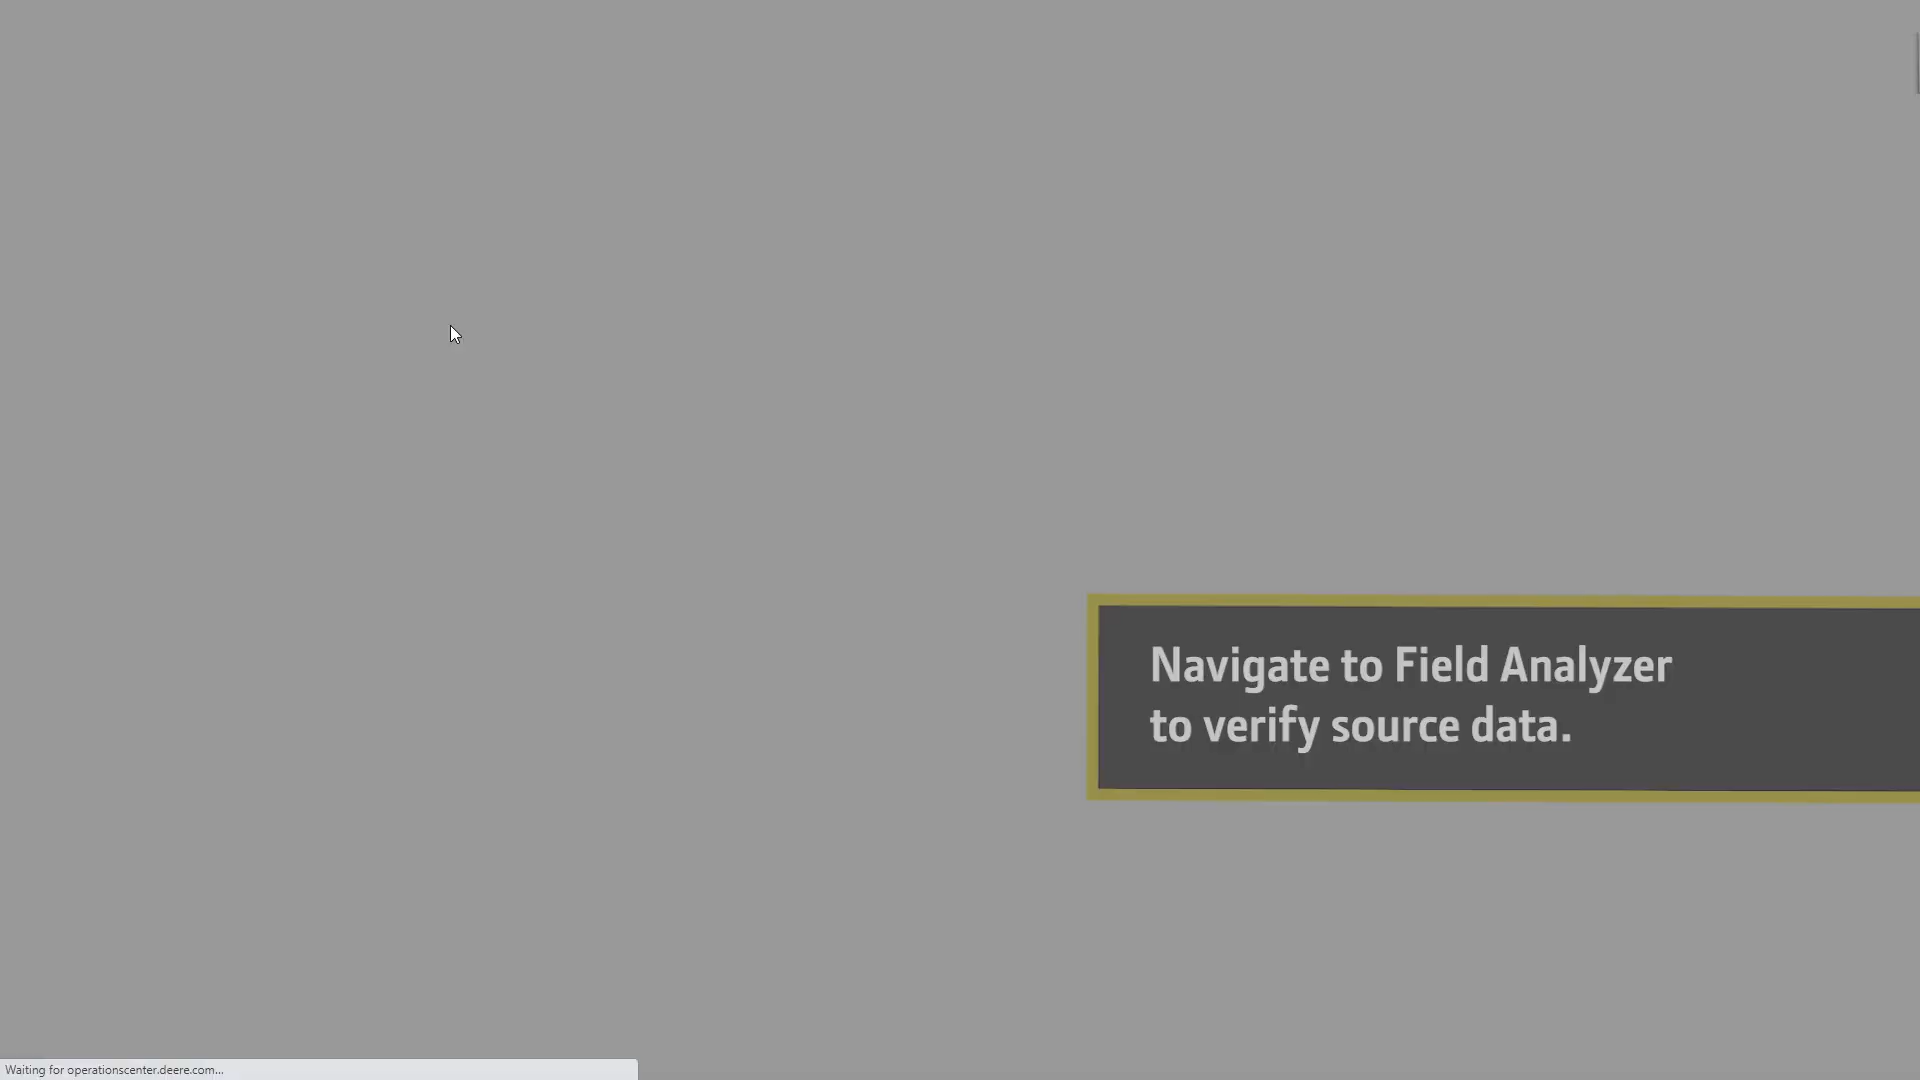 Navigate to Field Analyzer
to verify source data.
Waiting for operationscenter.deere.com...